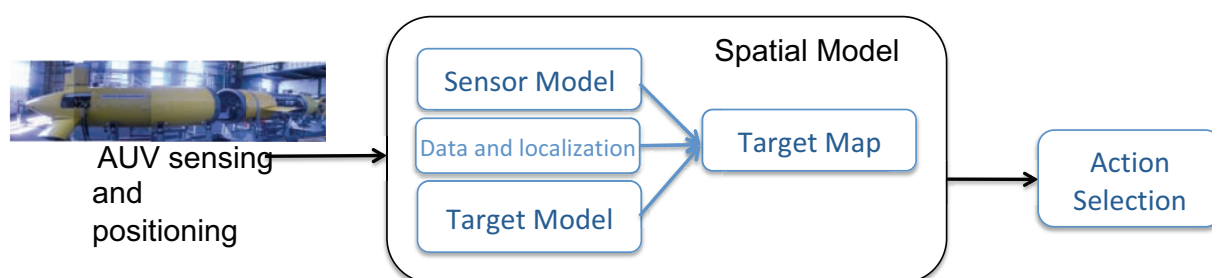 AUV sensing
and
positioning
Spatial Model
Sensor Model
Data and localization
Target Model
Target Map
Action
Selection